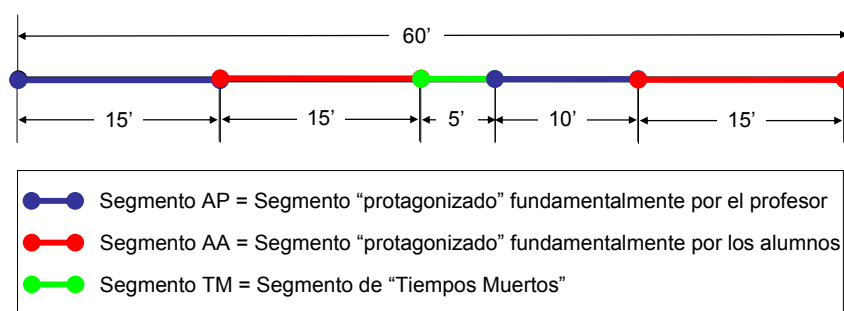 60’
15’ 15’ 5’ 10’ 15’
Segmento AP = Segmento “protagonizado” fundamentalmente por el profesor
Segmento AA = Segmento “protagonizado” fundamentalmente por los alumnos
Segmento TM = Segmento de “Tiempos Muertos”